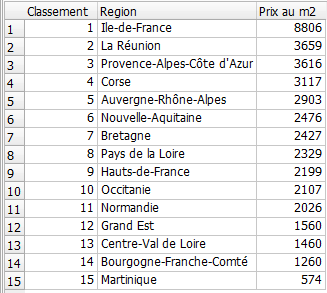 Classement Region Prix au m2
1 1 Ile-de-France 8806
2 2 La Réunion 3659
3 3 Provence-Alpes-Côte d'Azur 3616
4 4 Corse 3117
5 5 Auvergne-Rhône-Alpes 2903
6 6 Nouvelle-Aquitaine 2476
7 7 Bretagne 2427
8 8 Pays de la Loire 2329
9 9 Hauts-de-France 2199
10 10 Occitanie 2107
11 11 Normandie 2026
12 12 Grand Est 1560
13 13 Centre-Val de Loire 1460
14 14 Bourgogne-Franche-Comté 1260
15 15 Martinique 574